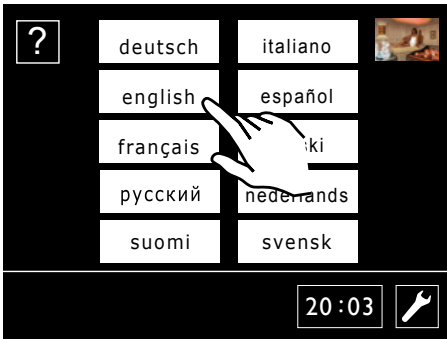 ?
deutsch
italiano
english
español
français
русский
nederlands
suomi
svensk
20:03